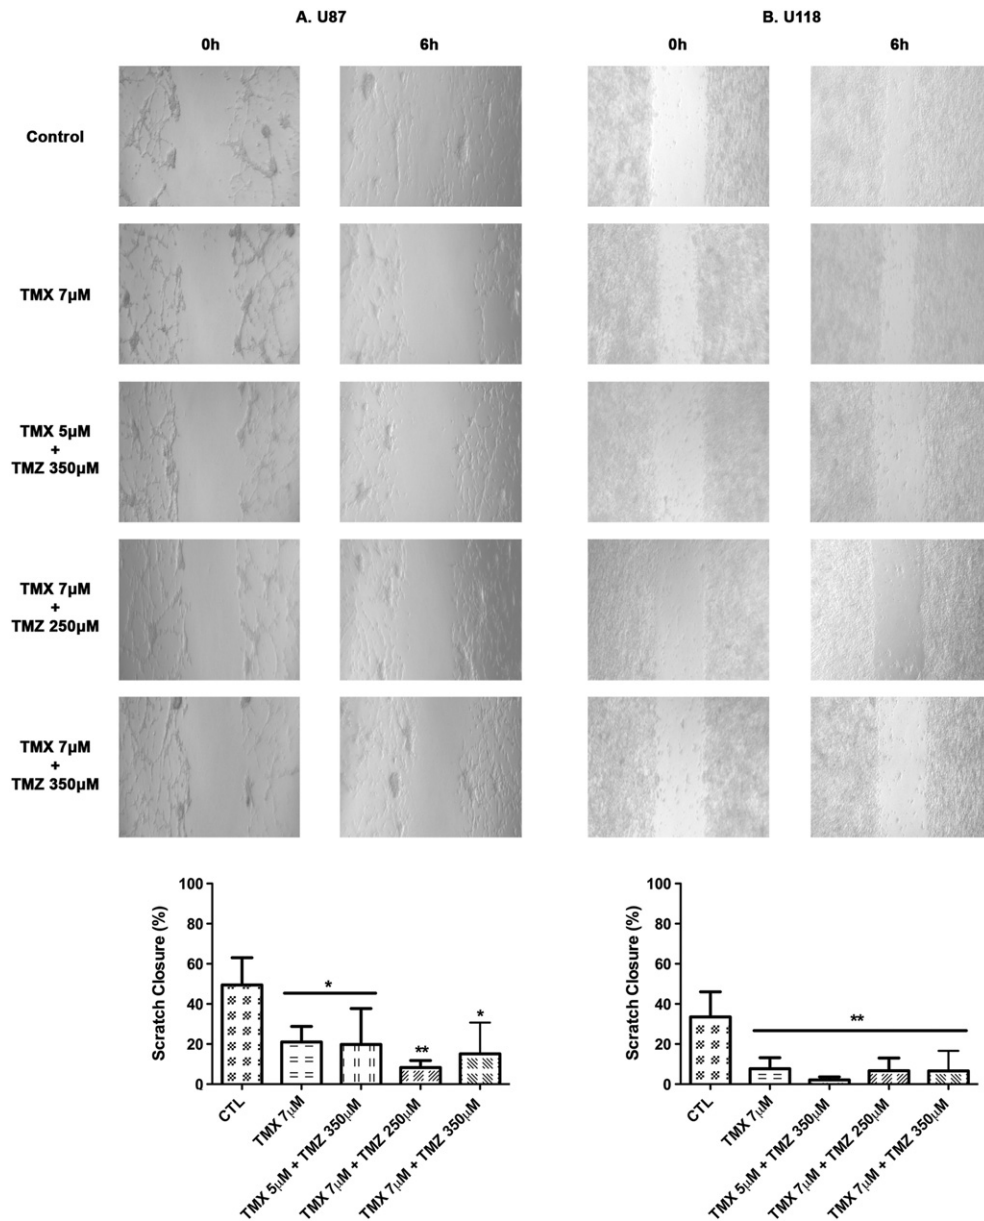 A. U87
B. U118
0h
6h
0h
6h
Control
TMX 7µM
TMX 5µM
+
TMZ 350µM
TMX 7µM
+
TMZ 250µM
TMX 7µM
+
TMZ 350µM
Scratch Closure (%)
100
80
60
40
20
0
*
**
*
CTL
TMX 7µM
TMX 5µM + TMZ 350µM
TMX 7µM + TMZ 250µM
TMX 7µM + TMZ 350µM
Scratch Closure (%)
100
80
60
40
20
0
**
CTL
TMX 7µM
TMX 5µM + TMZ 350µM
TMX 7µM + TMZ 250µM
TMX 7µM + TMZ 350µM